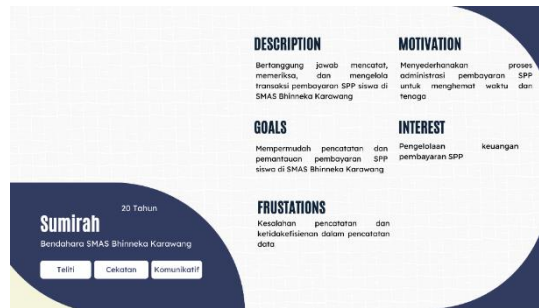 DESCRIPTION
Bertanggung jawab mencatat,
memeriksa, dan mengelola
transaksi pembayaran SPP siswa di
SMAS Bhinneka Karawang
MOTIVATION
Menyederhanakan proses
administrasi pembayaran SPP
untuk menghemat waktu dan
tenaga
GOALS
Mempermudah pencatatan dan
pemantauan pembayaran SPP
siswa di SMAS Bhinneka Karawang
INTEREST
Pengelolaan keuangan
pembayaran SPP
FRUSTATIONS
Kesalahan pencatatan dan
ketidakefisienan dalam pencatatan
data
20 Tahun
Sumirah
Bendahara SMAS Bhinneka Karawang
Teliti Cekatan Komunikatif